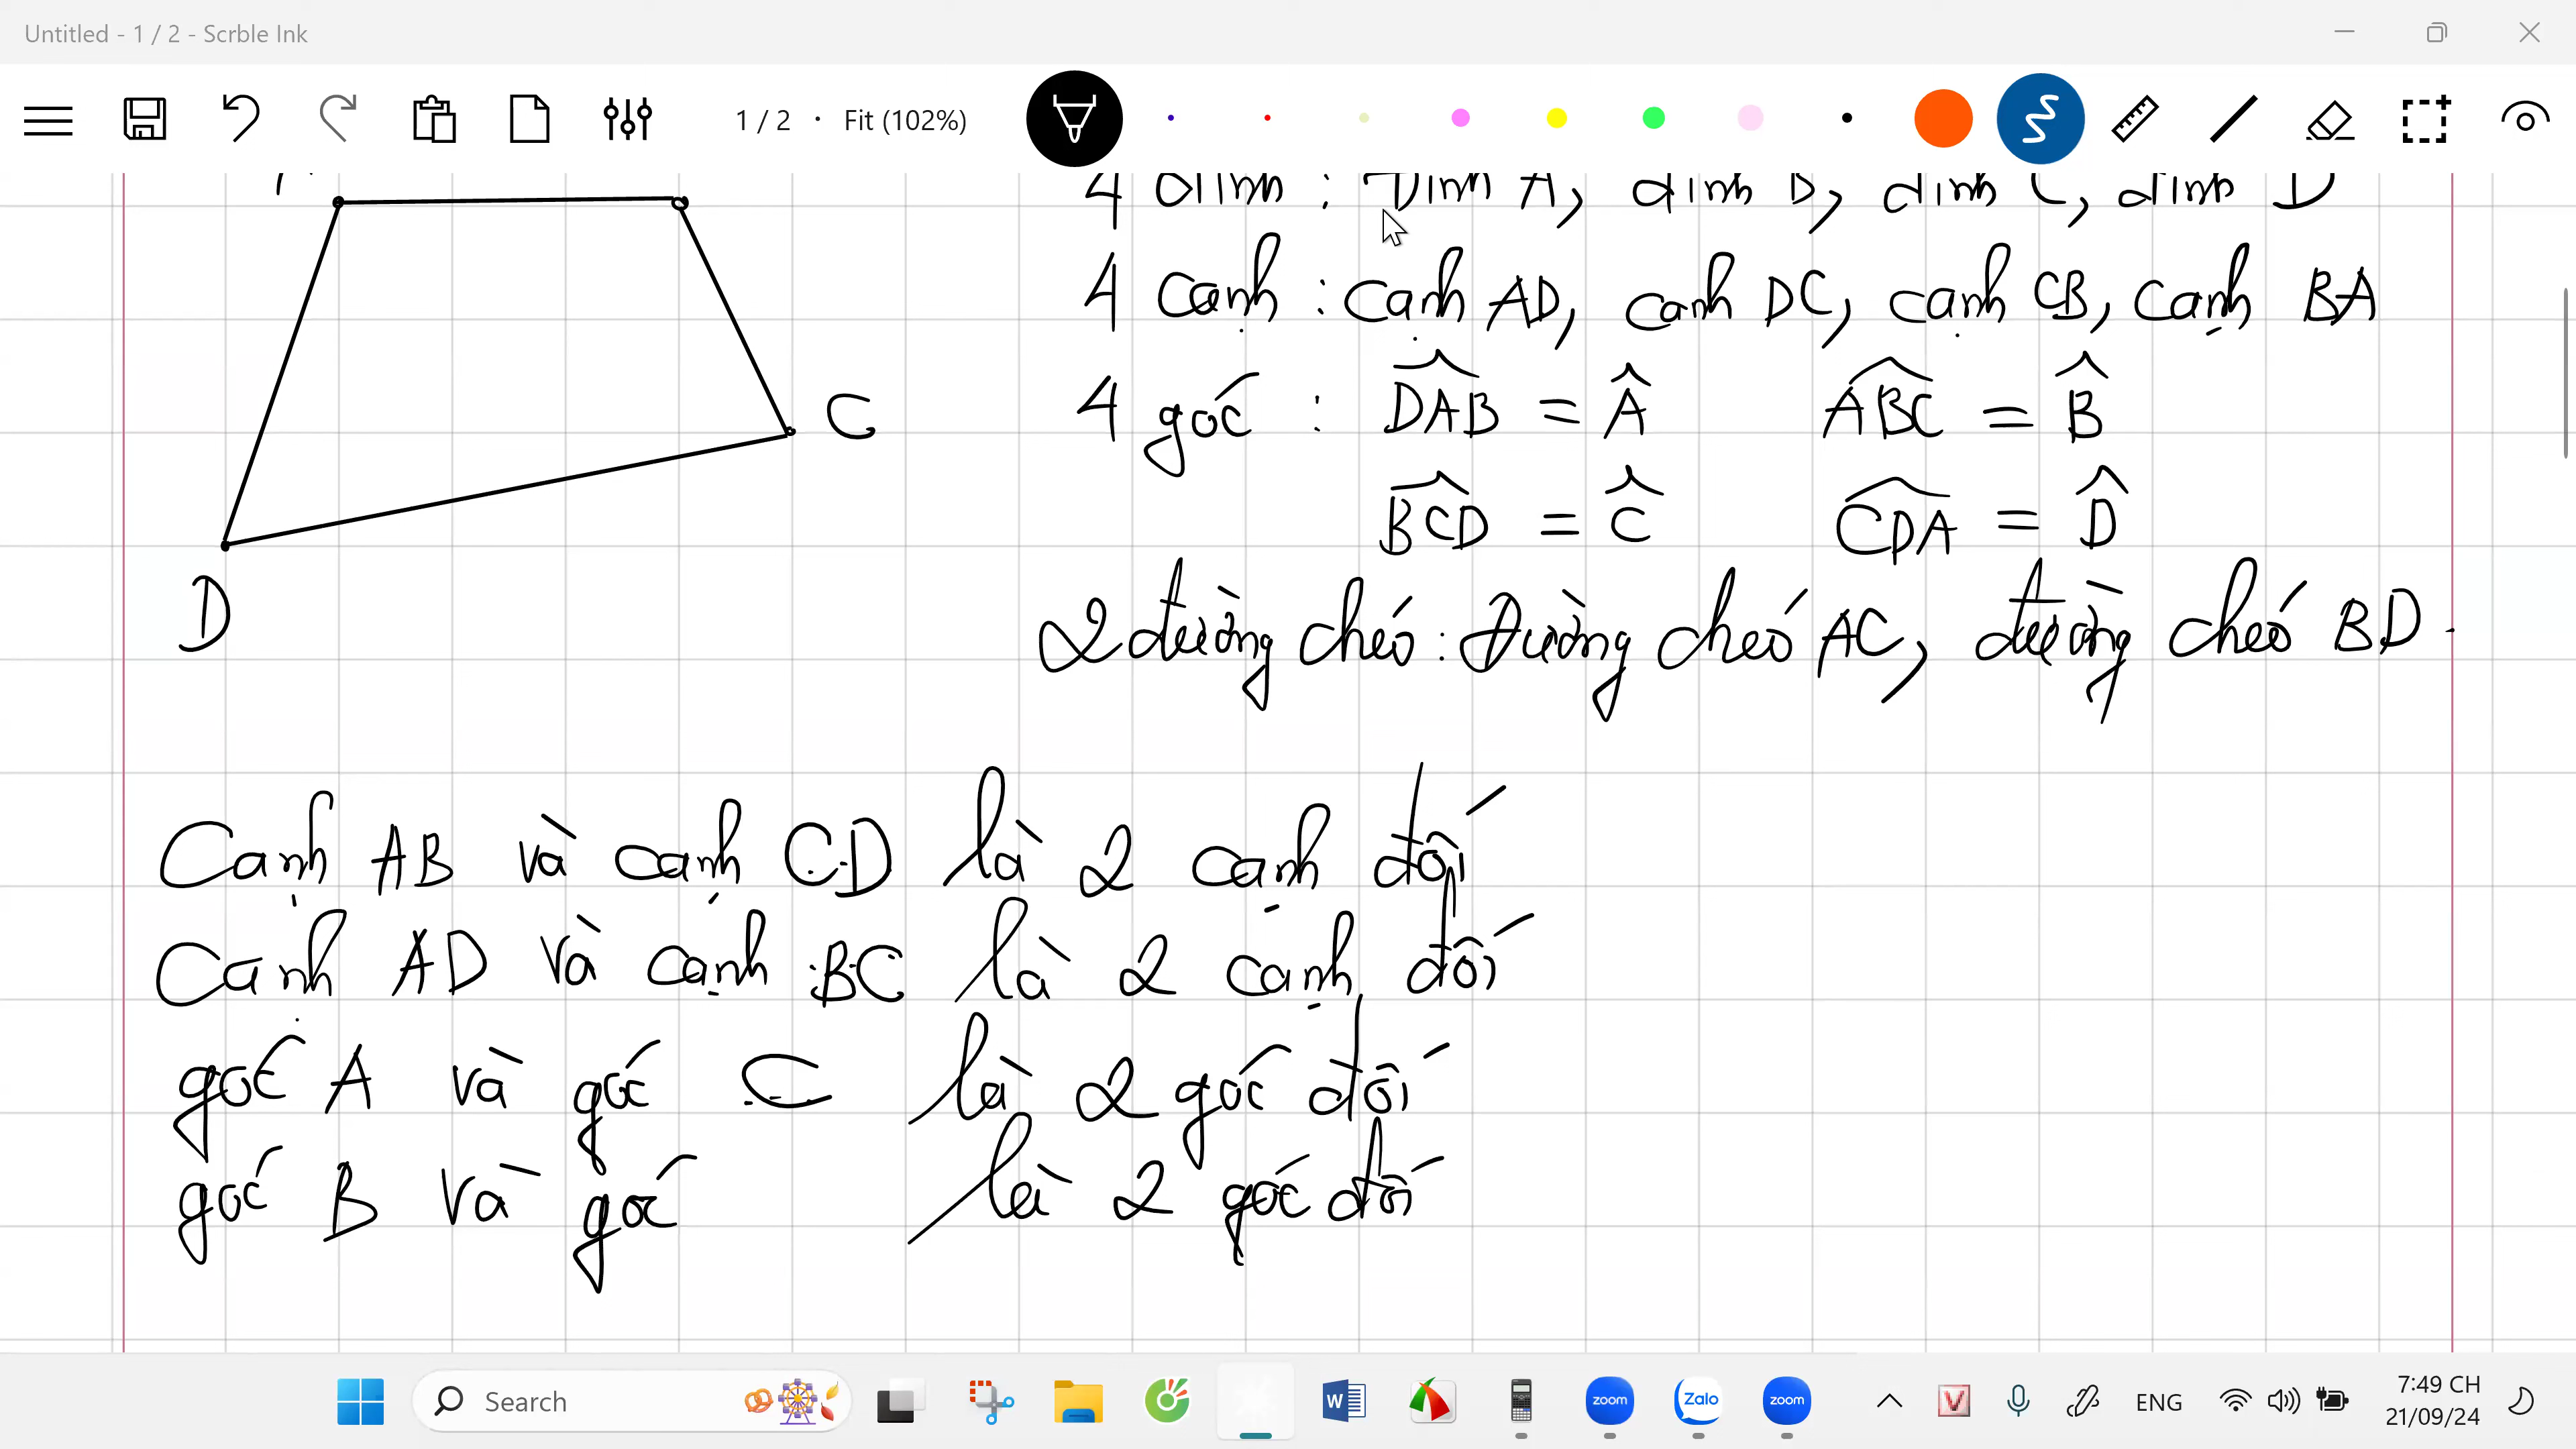 Untitled - 1 / 2 - Scrble Ink
1 / 2 · Fit (102%)
4 đỉnh : Đỉnh A, đỉnh B, đỉnh C, đỉnh D
4 cạnh : cạnh AD, cạnh DC, cạnh CB, cạnh BA
4 góc : DAB^ = Â ABC^ = B^
C
BCD^ = C^ CDA^ = D^
D
2 đường chéo : Đường chéo AC, đường chéo BD.
Cạnh AB và cạnh CD là 2 cạnh đối
Cạnh AD và cạnh BC là 2 cạnh đối
góc A và góc C là 2 góc đối
góc B và góc là 2 góc đối
Search
zoom
Zalo
zoom
ENG
7:49 CH
21/09/24